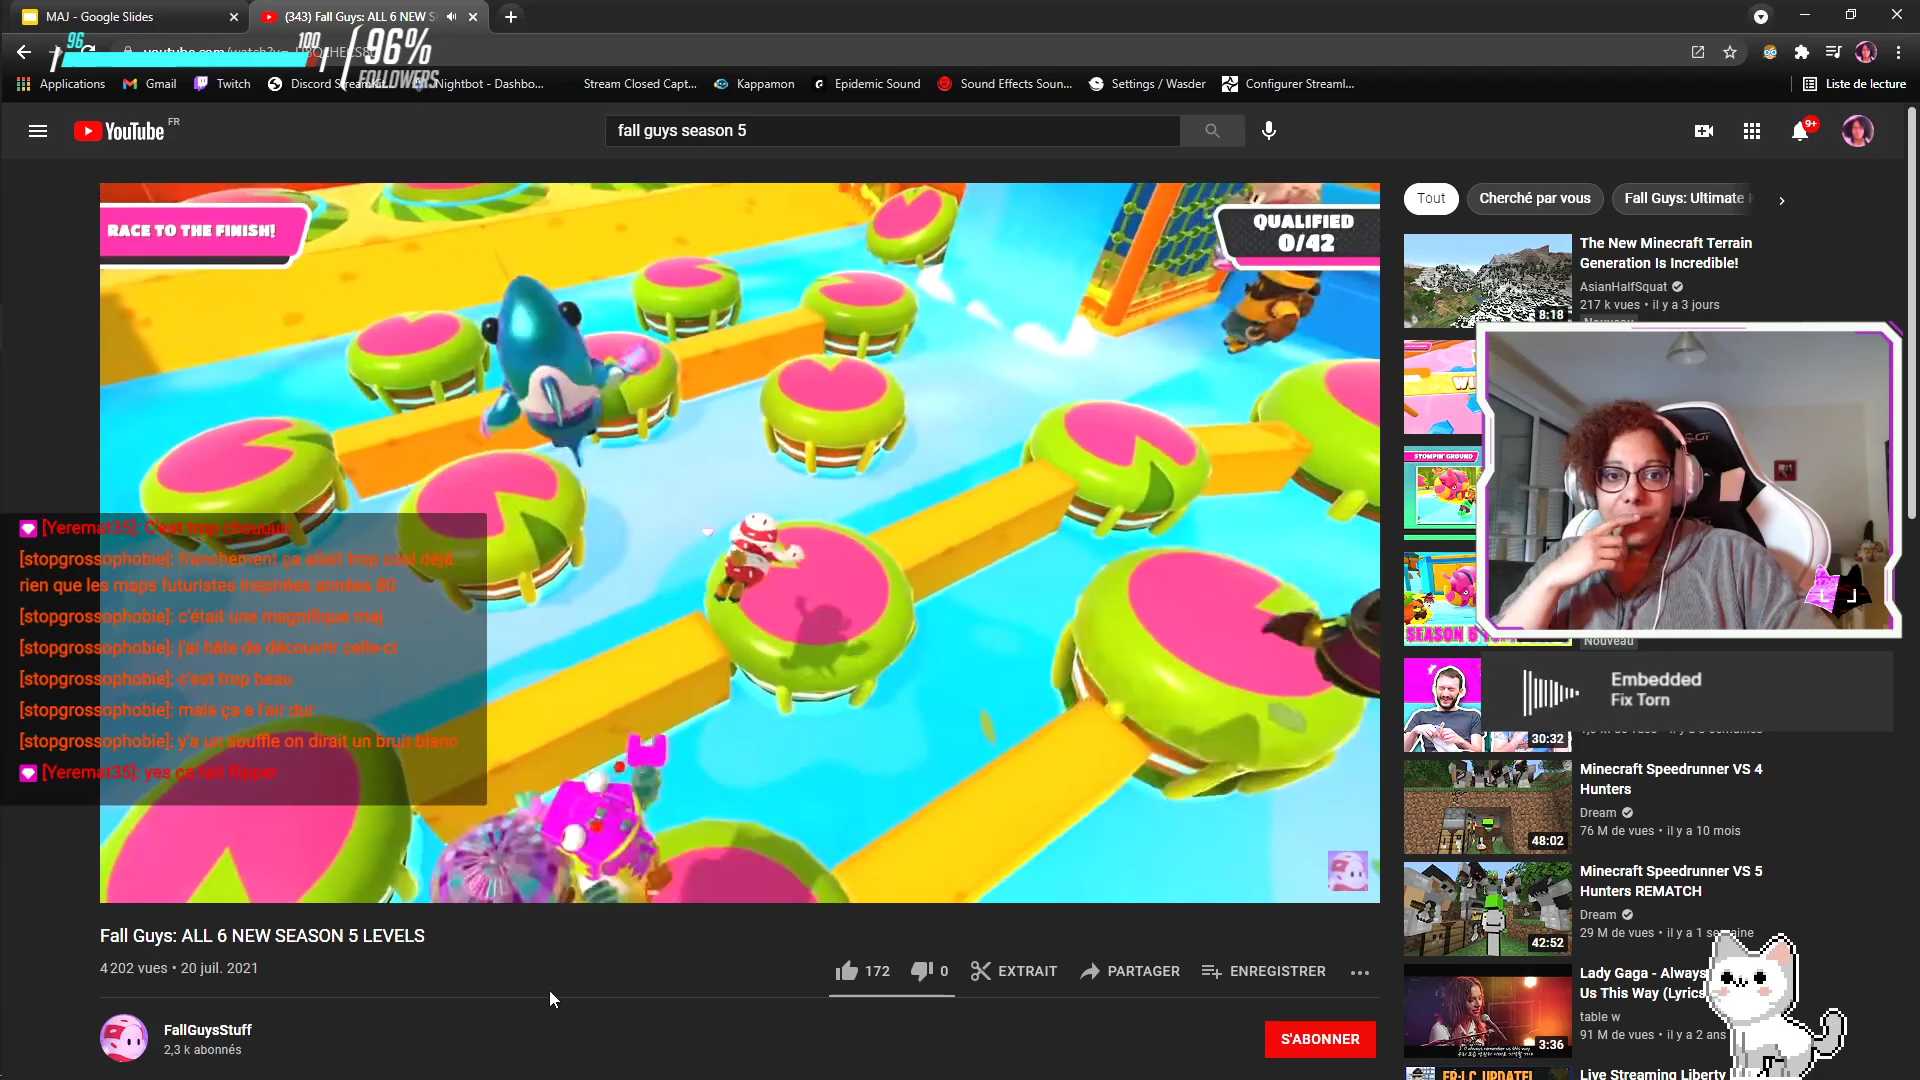 MAJ - Google Slides
(343) Fall Guys: ALL 6 NEW S
96
100
96%
FOLLOWERS
Applications
Gmail
Twitch
Discord
Nightbot - Dashbo...
Stream Closed Capt...
Kappamon
Epidemic Sound
Sound Effects Soun...
Settings / Wasder
Configurer Streaml...
Liste de lecture
YouTube FR
fall guys season 5
9+
RACE TO THE FINISH!
QUALIFIED
0/42
[Yeremat35]: C'est trop chouuuu
[stopgrossophobie]: franchement ça allait trop cool déjà
rien que les maps futuristes inspirées années 80
[stopgrossophobie]: c'était une magnifique maj
[stopgrossophobie]: j'ai hâte de découvrir celle-ci
[stopgrossophobie]: c'est trop beau
[stopgrossophobie]: mais ça a l'air dur
[stopgrossophobie]: y'a un souffle on dirait un bruit blanc
[Yeremat35]: yes ça fait flipper
Fall Guys: ALL 6 NEW SEASON 5 LEVELS
4 202 vues • 20 juil. 2021
172
0
EXTRAIT
PARTAGER
ENREGISTRER
FallGuysStuff
2,3 k abonnés
S'ABONNER
Tout
Cherché par vous
Fall Guys: Ultimate
The New Minecraft Terrain
Generation Is Incredible!
AsianHalfSquat
217 k vues • il y a 3 jours
8:18
Nouveau
STOMPIN' GROUND
SEASON 5
Nouveau
Embedded
Fix Torn
30:32
Minecraft Speedrunner VS 4
Hunters
Dream
76 M de vues • il y a 10 mois
48:02
Minecraft Speedrunner VS 5
Hunters REMATCH
Dream
29 M de vues • il y a 1 semaine
42:52
Lady Gaga - Always
Us This Way (Lyrics
table w
91 M de vues • il y a 2 ans
3:36
Live Streaming Liberty